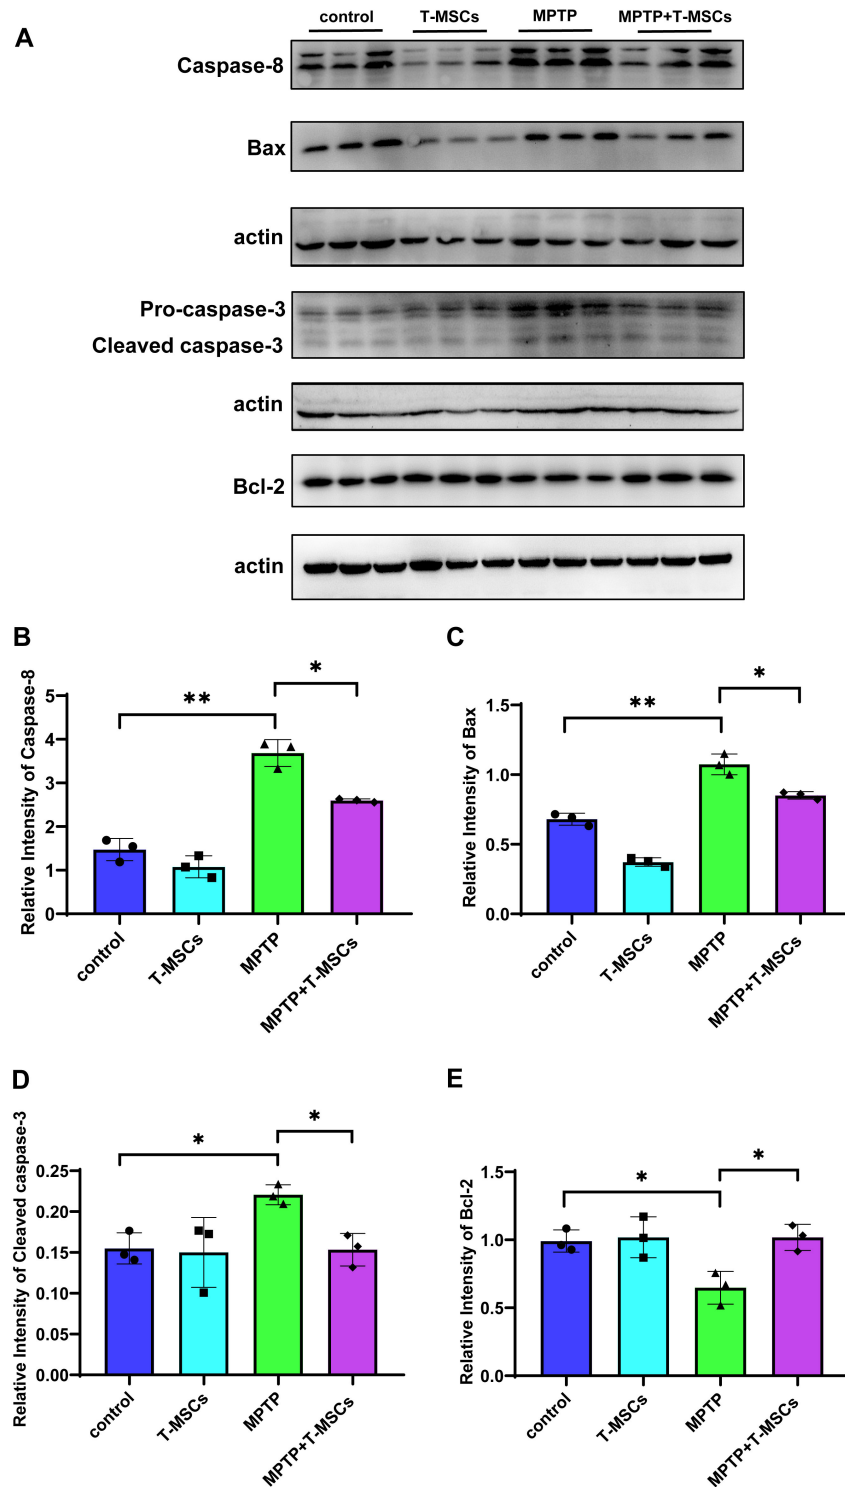 A
control T-MSCs MPTP MPTP+T-MSCs
Caspase-8
Bax
actin
Pro-caspase-3
Cleaved caspase-3
actin
Bcl-2
actin
B
Relative Intensity of Caspase-8
5
4
3
2
1
0
** *
control T-MSCs MPTP MPTP+T-MSCs
C
Relative Intensity of Bax
1.5
1.0
0.5
0.0
** *
control T-MSCs MPTP MPTP+T-MSCs
D
Relative Intensity of Cleaved caspase-3
0.25
0.20
0.15
0.10
0.05
0.00
* *
control T-MSCs MPTP MPTP+T-MSCs
E
Relative Intensity of Bcl-2
1.5
1.0
0.5
0.0
* *
control T-MSCs MPTP MPTP+T-MSCs